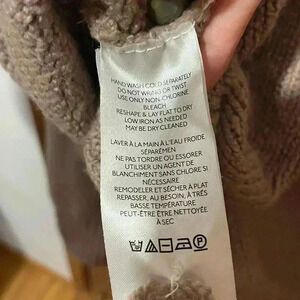 HAND WASH COLD SEPARATELY
DO NOT WRING OR TWIST
USE ONLY NON-CHLORINE
BLEACH
RESHAPE & LAY FLAT TO DRY
LOW IRON AS NEEDED
MAY BE DRY CLEANED
LAVER À LA MAIN À L'EAU FROIDE
SÉPARÉMEN
NE PAS TORDRE OU ESSORER
UTILISER UN AGENT DE
BLANCHIMENT SANS CHLORE SI
NÉCESSAIRE
REMODELER ET SÉCHER À PLAT
REPASSER, AU BESOIN, À TRÈS
BASSE TEMPÉRATURE
PEUT-ÊTRE ÊTRE NETTOYÉE
À SEC